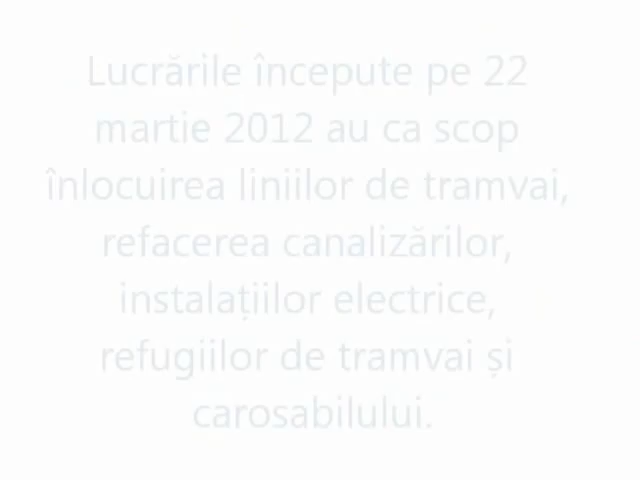 Lucrările începute pe 22
martie 2012 au ca scop
înlocuirea liniilor de tramvai,
refacerea canalizărilor,
instalațiilor electrice,
refugiilor de tramvai și
carosabilului.